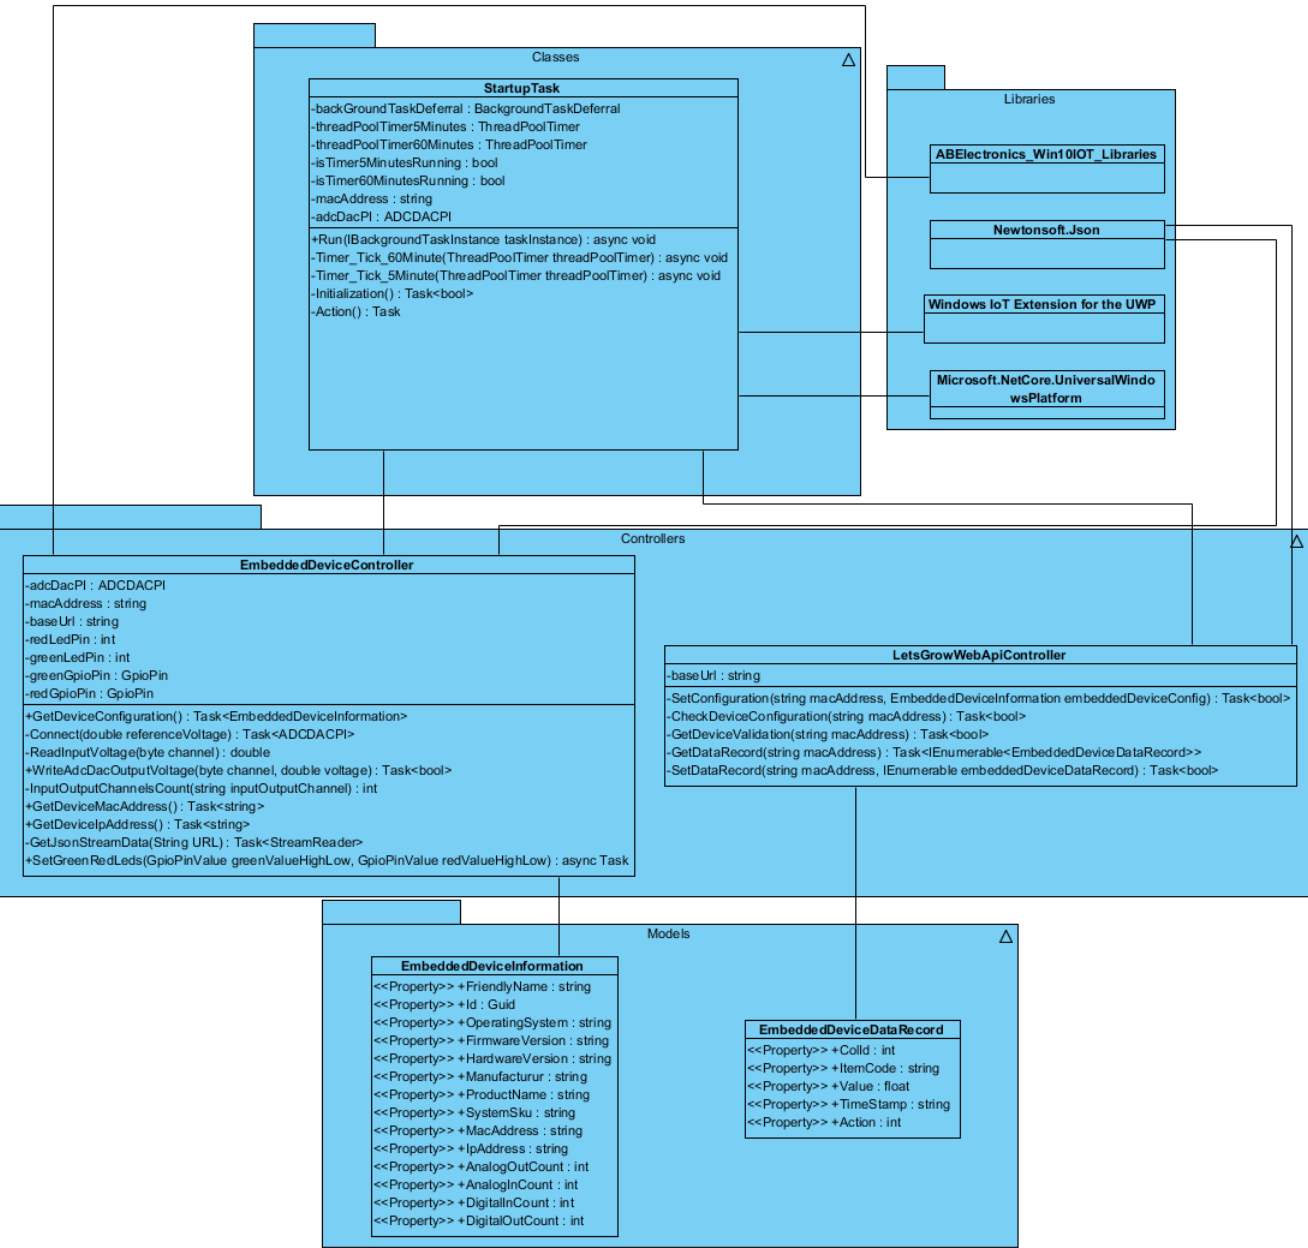 Classes
StartupTask
-backGroundTaskDeferral : BackgroundTaskDeferral
-threadPoolTimer5Minutes : ThreadPoolTimer
-threadPoolTimer60Minutes : ThreadPoolTimer
-isTimer5MinutesRunning : bool
-isTimer60MinutesRunning : bool
-macAddress : string
-adcDacPI : ADCDACPI
+Run(IBackgroundTaskInstance taskInstance) : async void
-Timer_Tick_60Minute(ThreadPoolTimer threadPoolTimer) : async void
-Timer_Tick_5Minute(ThreadPoolTimer threadPoolTimer) : async void
-Initialization() : Task<bool>
-Action() : Task
Libraries
ABElectronics_Win10IOT_Libraries
Newtonsoft.Json
Windows IoT Extension for the UWP
Microsoft.NetCore.UniversalWindo
wsPlatform
Controllers
EmbeddedDeviceController
-adcDacPI : ADCDACPI
-macAddress : string
-baseUrl : string
-redLedPin : int
-greenLedPin : int
-greenGpioPin : GpioPin
-redGpioPin : GpioPin
+GetDeviceConfiguration() : Task<EmbeddedDeviceInformation>
-Connect(double referenceVoltage) : Task<ADCDACPI>
-ReadInputVoltage(byte channel) : double
+WriteAdcDacOutputVoltage(byte channel, double voltage) : Task<bool>
-InputOutputChannelsCount(string inputOutputChannel) : int
+GetDeviceMacAddress() : Task<string>
+GetDeviceIpAddress() : Task<string>
-GetJsonStreamData(String URL) : Task<StreamReader>
+SetGreenRedLeds(GpioPinValue greenValueHighLow, GpioPinValue redValueHighLow) : async Task
LetsGrowWebApiController
-baseUrl : string
-SetConfiguration(string macAddress, EmbeddedDeviceInformation embeddedDeviceConfig) : Task<bool>
-CheckDeviceConfiguration(string macAddress) : Task<bool>
-GetDeviceValidation(string macAddress) : Task<bool>
-GetDataRecord(string macAddress) : Task<IEnumerable<EmbeddedDeviceDataRecord>>
-SetDataRecord(string macAddress, IEnumerable embeddedDeviceDataRecord) : Task<bool>
Models
EmbeddedDeviceInformation
<<Property>> +FriendlyName : string
<<Property>> +Id : Guid
<<Property>> +OperatingSystem : string
<<Property>> +FirmwareVersion : string
<<Property>> +HardwareVersion : string
<<Property>> +Manufacturur : string
<<Property>> +ProductName : string
<<Property>> +SystemSku : string
<<Property>> +MacAddress : string
<<Property>> +IpAddress : string
<<Property>> +AnalogOutCount : int
<<Property>> +AnalogInCount : int
<<Property>> +DigitalInCount : int
<<Property>> +DigitalOutCount : int
EmbeddedDeviceDataRecord
<<Property>> +ColId : int
<<Property>> +ItemCode : string
<<Property>> +Value : float
<<Property>> +TimeStamp : string
<<Property>> +Action : int